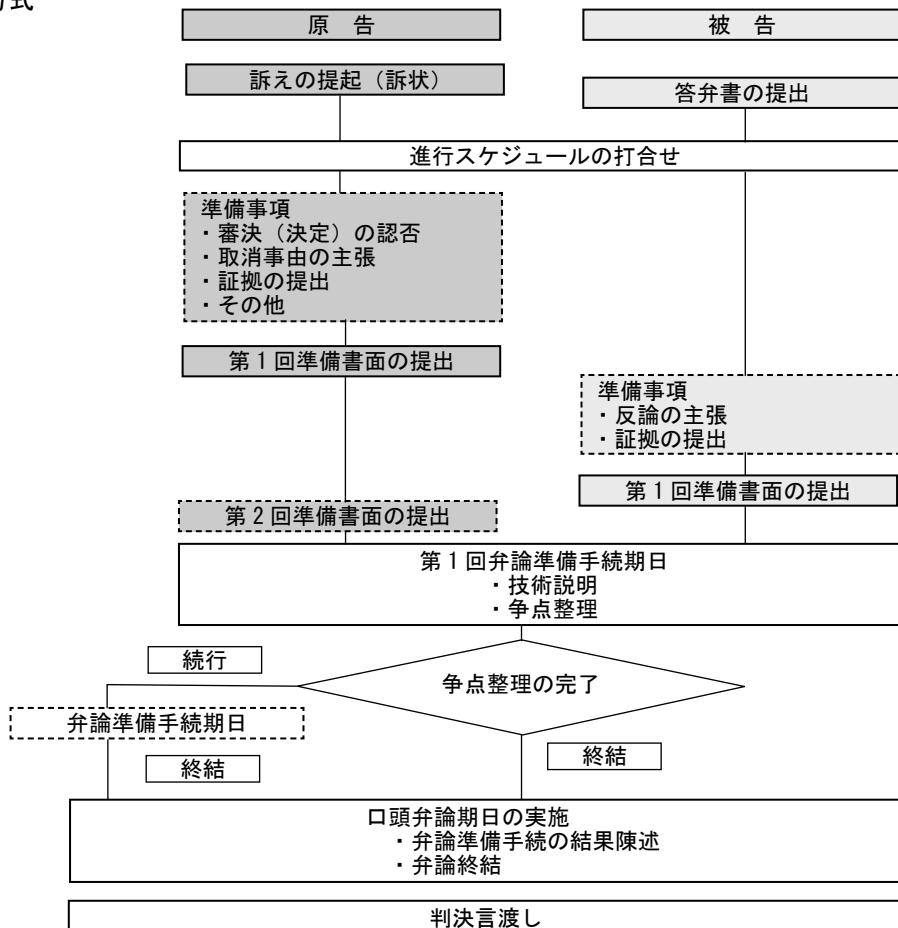 方式
原　告
被　告
訴えの提起（訴状）
答弁書の提出
進行スケジュールの打合せ
準備事項
・審決（決定）の認否
・取消事由の主張
・証拠の提出
・その他
第１回準備書面の提出
準備事項
・反論の主張
・証拠の提出
第１回準備書面の提出
第２回準備書面の提出
第１回弁論準備手続期日
・技術説明
・争点整理
続行
争点整理の完了
弁論準備手続期日
終結
終結
口頭弁論期日の実施
・弁論準備手続の結果陳述
・弁論終結
判決言渡し